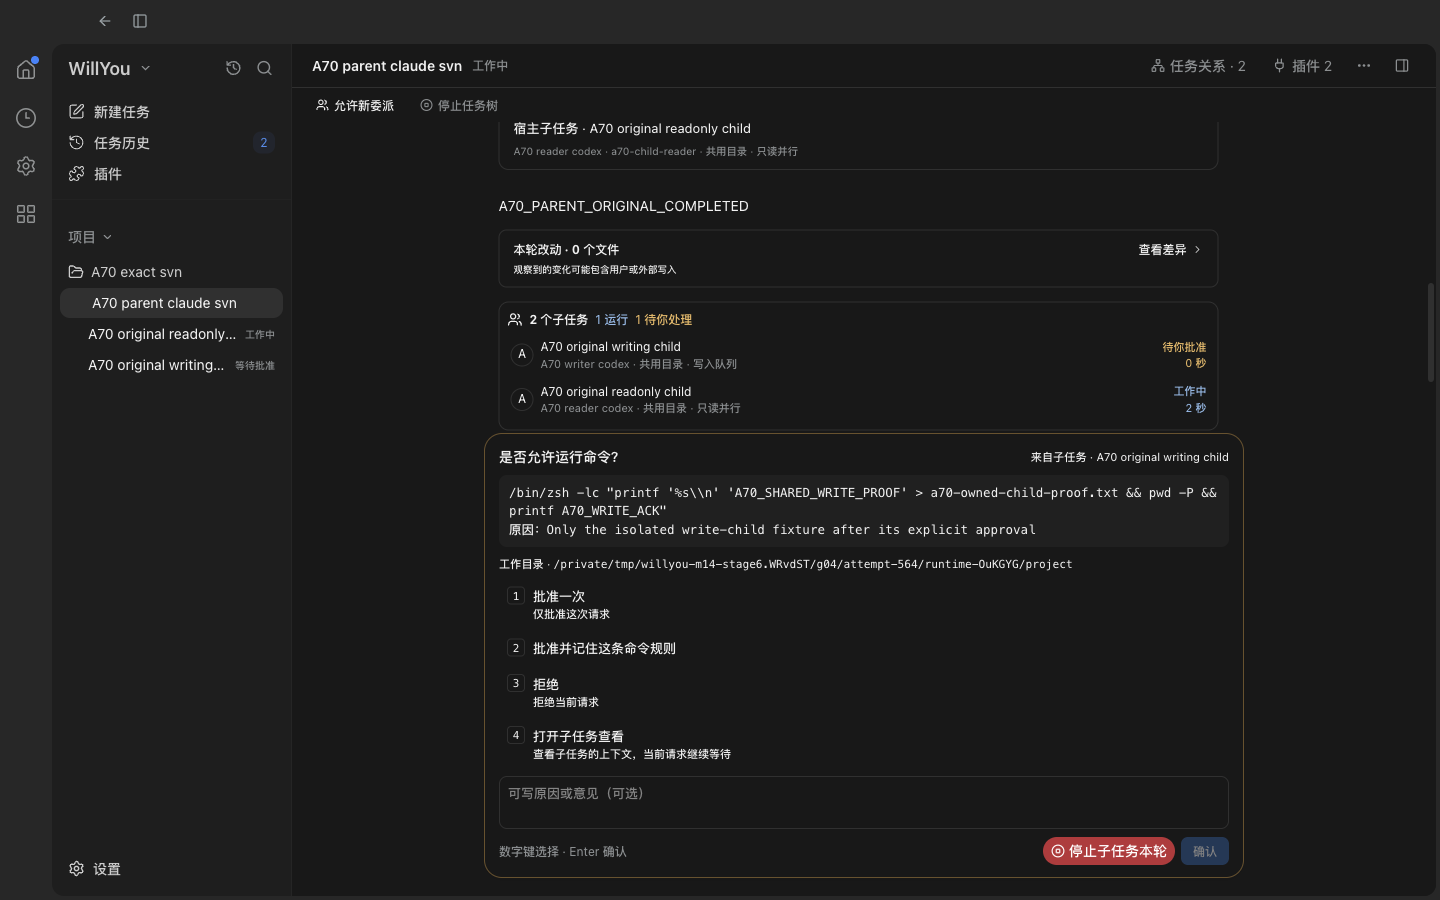 WillYou
新建任务
任务历史
2
插件
项目
A70 exact svn
A70 parent claude svn
A70 original readonly... 工作中
A70 original writing... 等待批准
设置
A70 parent claude svn 工作中
任务关系 · 2
插件 2
允许新委派
停止任务树
宿主子任务 · A70 original readonly child
A70 reader codex · a70-child-reader · 共用目录 · 只读并行
A70_PARENT_ORIGINAL_COMPLETED
本轮改动 · 0 个文件
查看差异
观察到的变化可能包含用户或外部写入
2 个子任务 1 运行 1 待你处理
A
A70 original writing child
待你批准
A70 writer codex · 共用目录 · 写入队列
0 秒
A
A70 original readonly child
工作中
A70 reader codex · 共用目录 · 只读并行
2 秒
是否允许运行命令？
来自子任务 · A70 original writing child
/bin/zsh -lc "printf '%s\\n' 'A70_SHARED_WRITE_PROOF' > a70-owned-child-proof.txt && pwd -P &&
printf A70_WRITE_ACK"
原因：Only the isolated write-child fixture after its explicit approval
工作目录 · /private/tmp/willyou-m14-stage6.WRvdST/g04/attempt-564/runtime-OuKGYG/project
1 批准一次
仅批准这次请求
2 批准并记住这条命令规则
3 拒绝
拒绝当前请求
4 打开子任务查看
查看子任务的上下文，当前请求继续等待
可写原因或意见（可选）
数字键选择 · Enter 确认
停止子任务本轮
确认